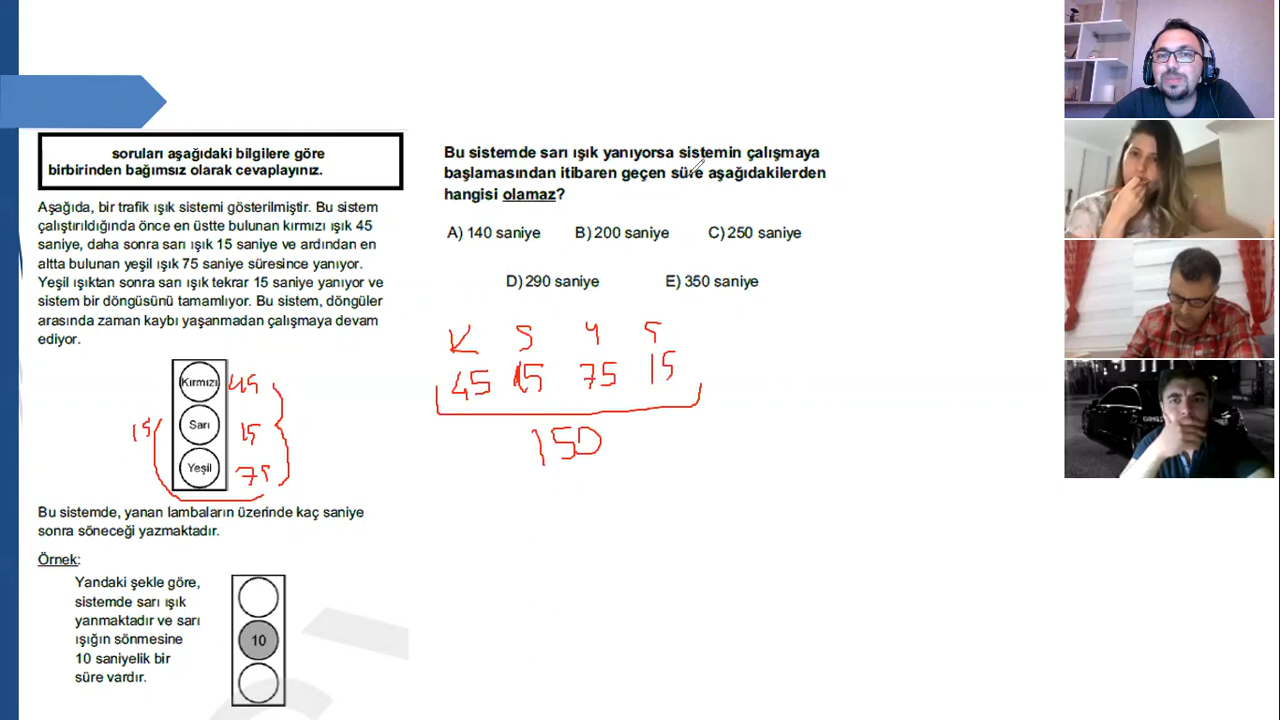 soruları aşağıdaki bilgilere göre
birbirinden bağımsız olarak cevaplayınız.
Aşağıda, bir trafik ışık sistemi gösterilmiştir. Bu sistem
çalıştırıldığında önce en üstte bulunan kırmızı ışık 45
saniye, daha sonra sarı ışık 15 saniye ve ardından en
altta bulunan yeşil ışık 75 saniye süresince yanıyor.
Yeşil ışıktan sonra sarı ışık tekrar 15 saniye yanıyor ve
sistem bir döngüsünü tamamlıyor. Bu sistem, döngüler
arasında zaman kaybı yaşanmadan çalışmaya devam
ediyor.
Kırmızı 45
15 Sarı 15
Yeşil 75
Bu sistemde, yanan lambaların üzerinde kaç saniye
sonra söneceği yazmaktadır.
Örnek:
Yandaki şekle göre,
sistemde sarı ışık
yanmaktadır ve sarı
ışığın sönmesine
10 saniyelik bir
süre vardır.
10
Bu sistemde sarı ışık yanıyorsa sistemin çalışmaya
başlamasından itibaren geçen süre aşağıdakilerden
hangisi olamaz?
A) 140 saniye B) 200 saniye C) 250 saniye
D) 290 saniye E) 350 saniye
K S Y S
45 15 75 15
150